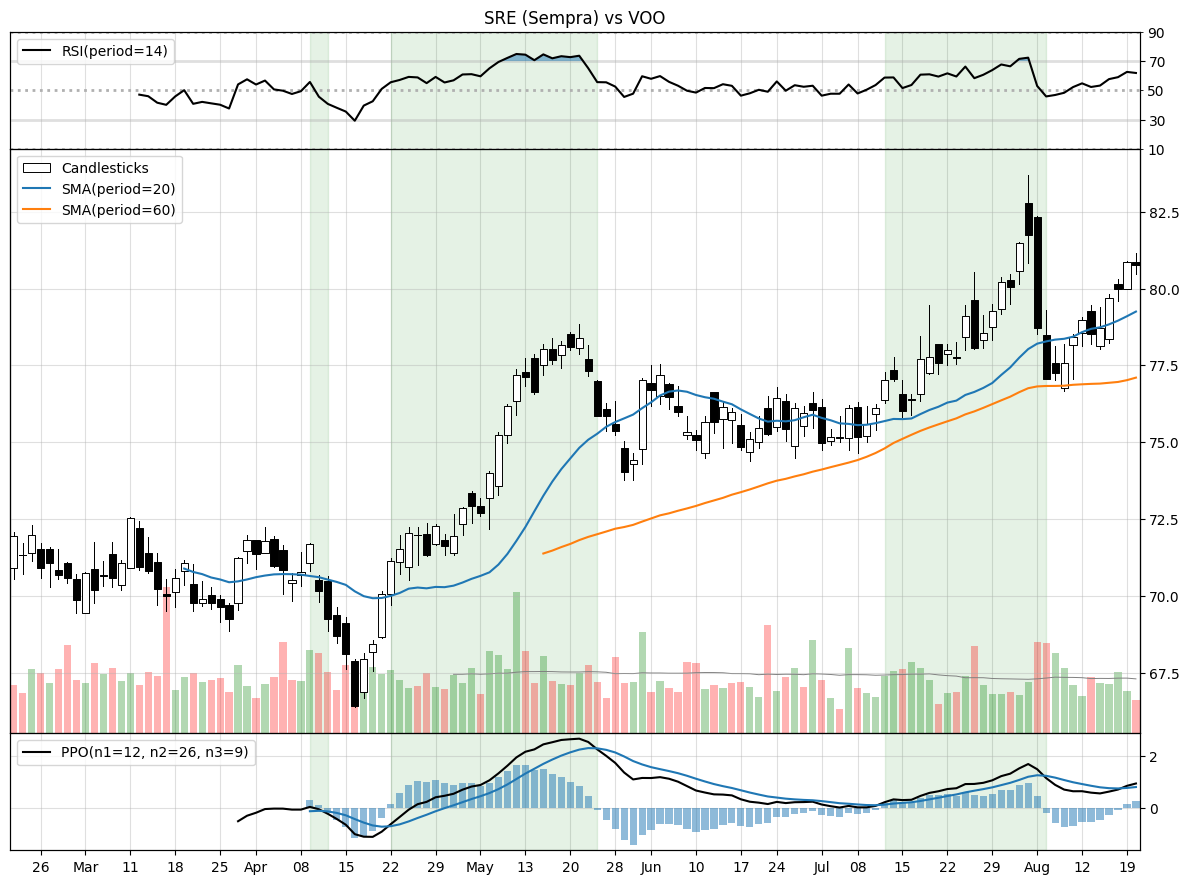 SRE (Sempra) vs VOO
RSI(period=14)
90
70
50
30
10
Candlesticks
SMA(period=20)
SMA(period=60)
82.5
80.0
77.5
75.0
72.5
70.0
67.5
PPO(n1=12, n2=26, n3=9)
2
0
26 Mar 11 18 25 Apr 08 15 22 29 May 13 20 28 Jun 10 17 24 Jul 08 15 22 29 Aug 12 19